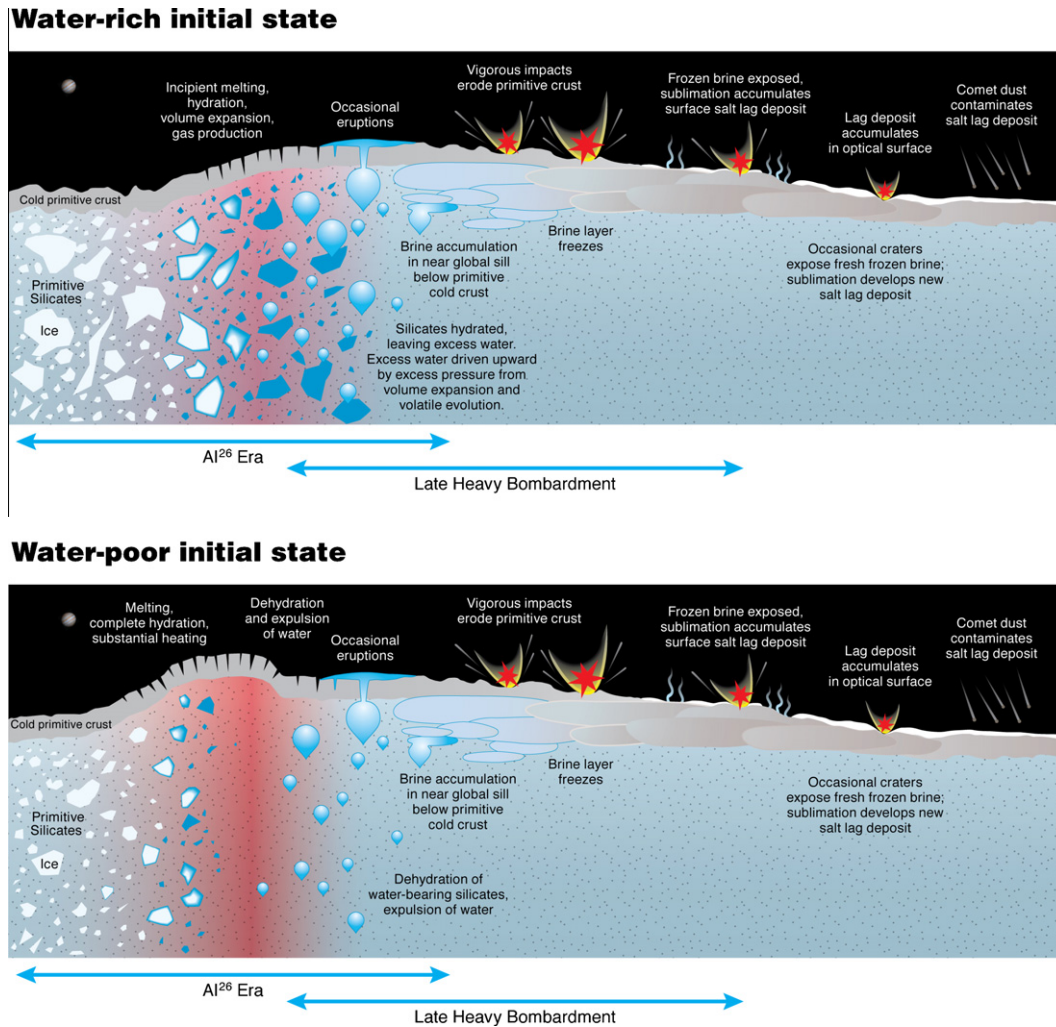 Water-rich initial state
Incipient melting,
hydration,
volume expansion,
gas production
Occasional
eruptions
Vigorous impacts
erode primitive crust
Frozen brine exposed,
sublimation accumulates
surface salt lag deposit
Lag deposit
accumulates
in optical surface
Comet dust
contaminates
salt lag deposit
Cold primitive crust
Primitive
Silicates
Ice
Brine accumulation
in near global sill
below primitive
cold crust
Brine layer
freezes
Occasional craters
expose fresh frozen brine;
sublimation develops new
salt lag deposit
Silicates hydrated,
leaving excess water.
Excess water driven upward
by excess pressure from
volume expansion and
volatile evolution.
Al²⁶ Era
Late Heavy Bombardment
Water-poor initial state
Melting,
complete hydration,
substantial heating
Dehydration
and expulsion
of water
Occasional
eruptions
Vigorous impacts
erode primitive crust
Frozen brine exposed,
sublimation accumulates
surface salt lag deposit
Lag deposit
accumulates
in optical surface
Comet dust
contaminates
salt lag deposit
Cold primitive crust
Primitive
Silicates
Ice
Brine accumulation
in near global sill
below primitive
cold crust
Brine layer
freezes
Occasional craters
expose fresh frozen brine;
sublimation develops new
salt lag deposit
Dehydration of
water-bearing silicates,
expulsion of water
Al²⁶ Era
Late Heavy Bombardment